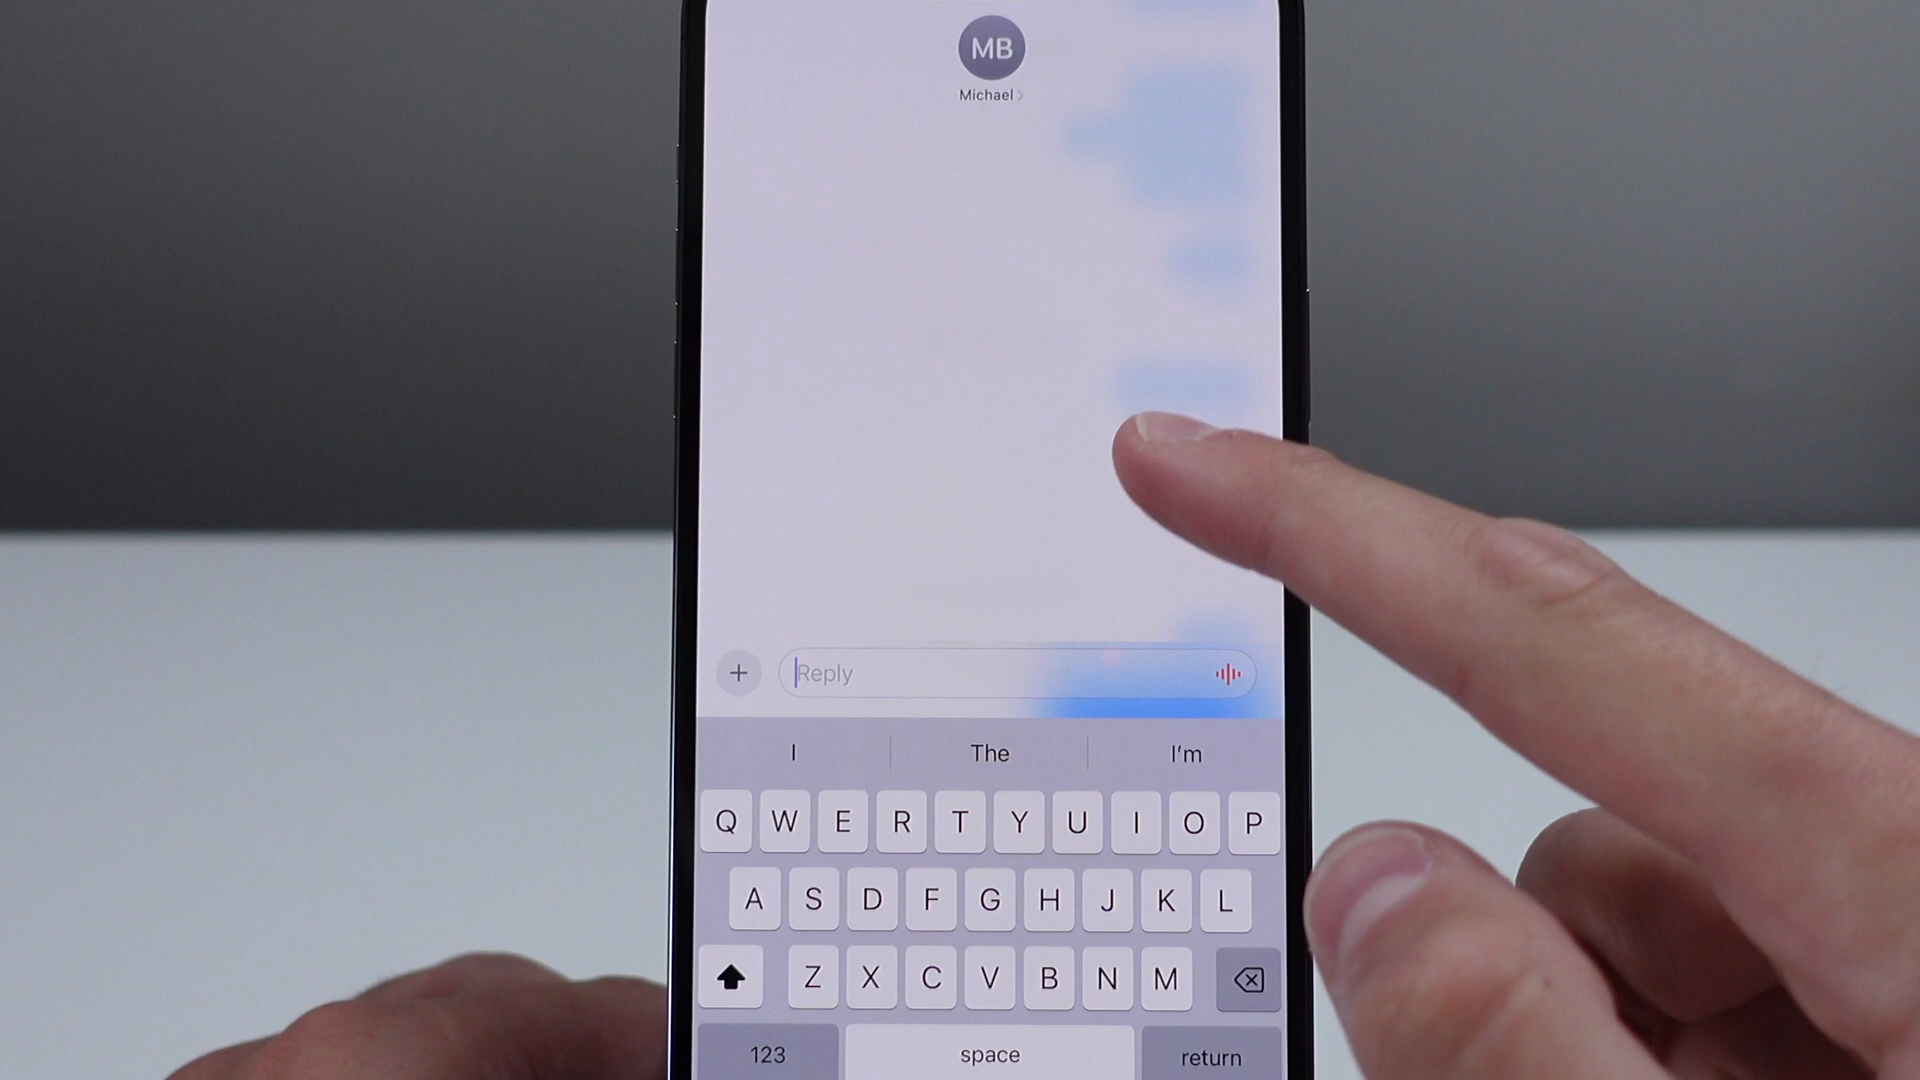 MB
Michael
Reply
I The I'm
Q W E R T Y U I O P
A S D F G H J K L
Z X C V B N M
123 space return